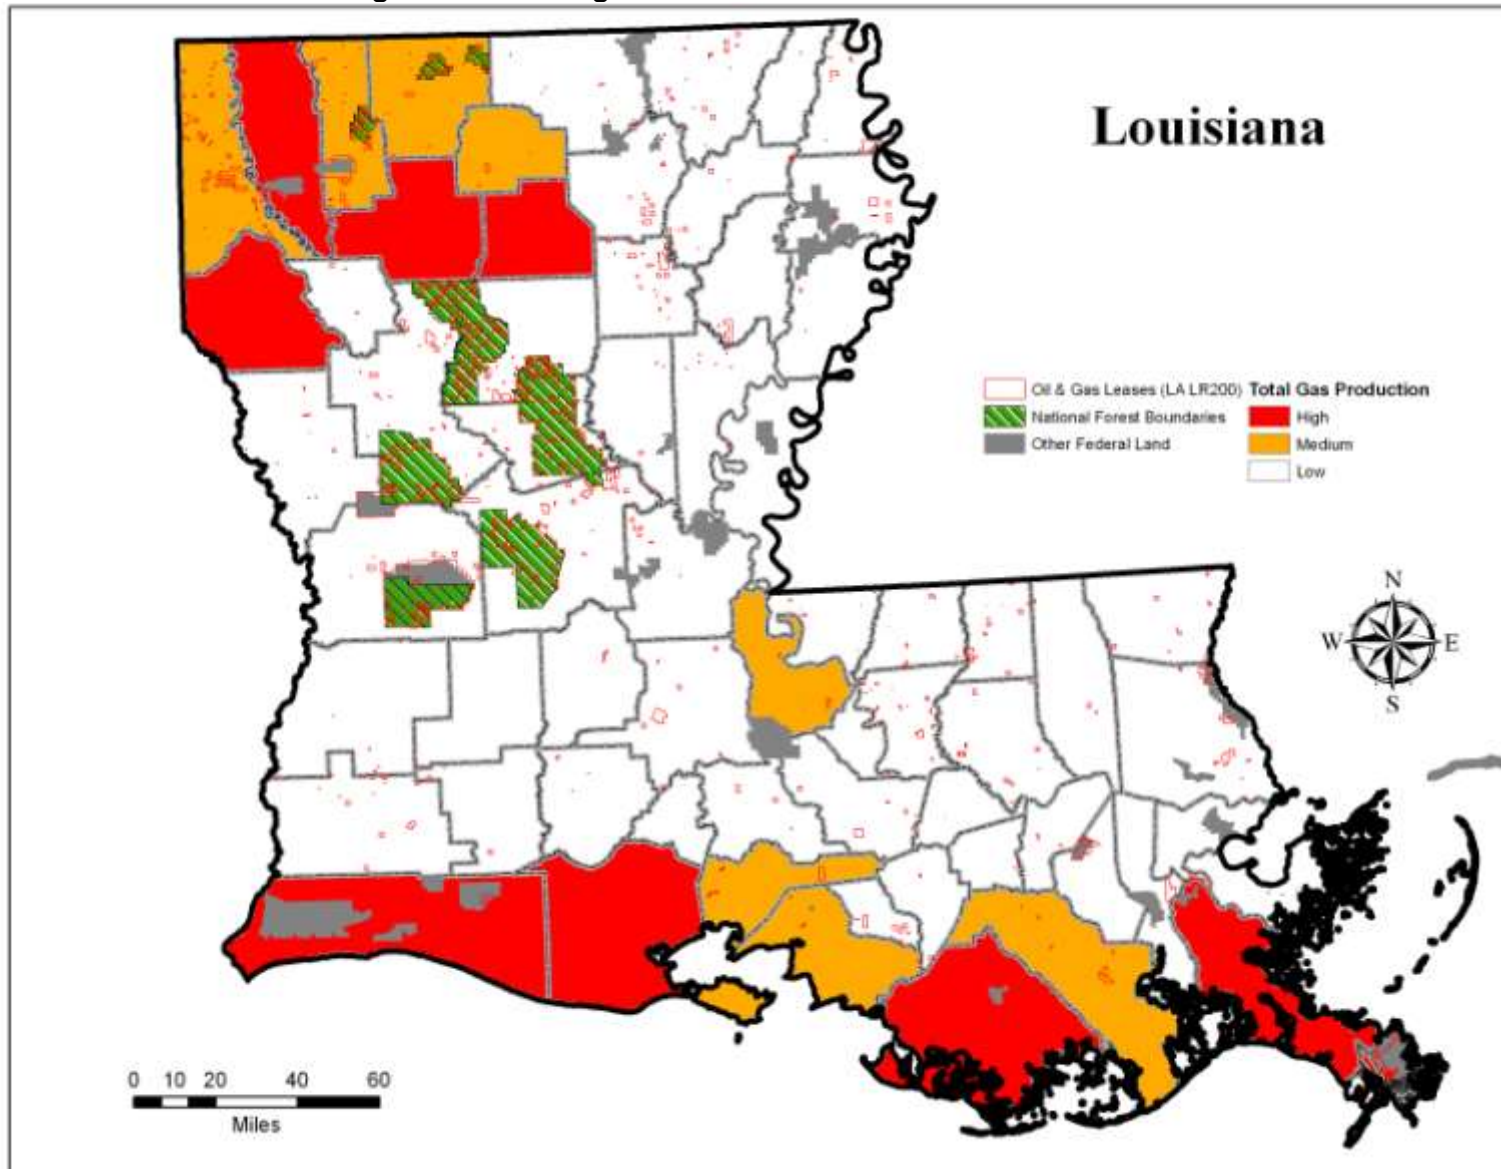 Louisiana
Oil & Gas Leases (LA LR200)
National Forest Boundaries
Other Federal Land
Total Gas Production
High
Medium
Low
N
W E
S
0 10 20 40 60
Miles